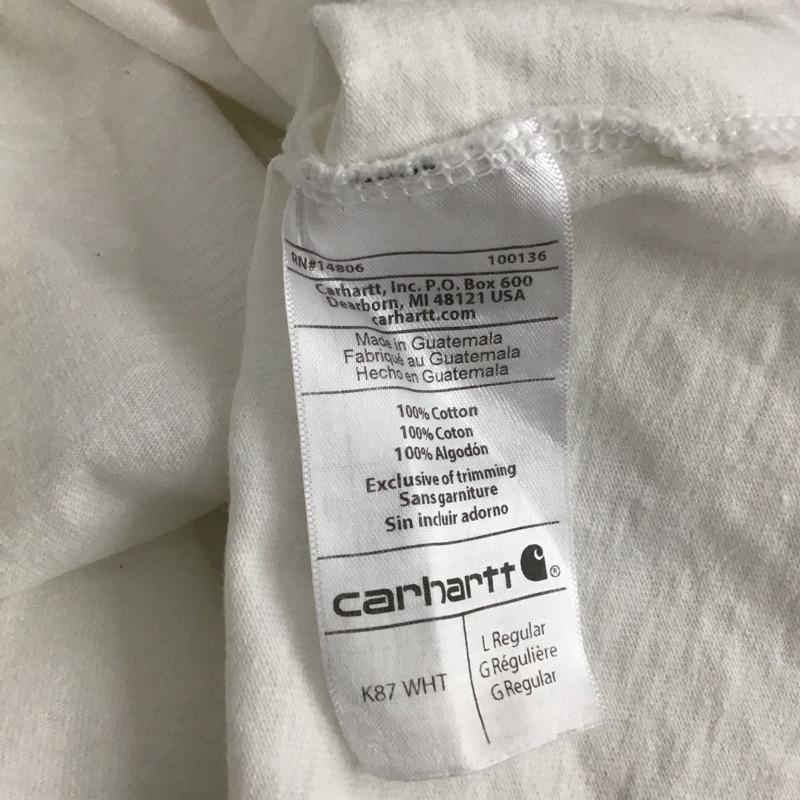 RN#14806 100136
Carhartt, Inc. P.O. Box 600
Dearborn, MI 48121 USA
carhartt.com
Made in Guatemala
Fabriqué au Guatemala
Hecho en Guatemala
100% Cotton
100% Coton
100% Algodón
Exclusive of trimming
Sans garniture
Sin incluir adorno
carhartt ®
K87 WHT
L Regular
G Régulière
G Regular